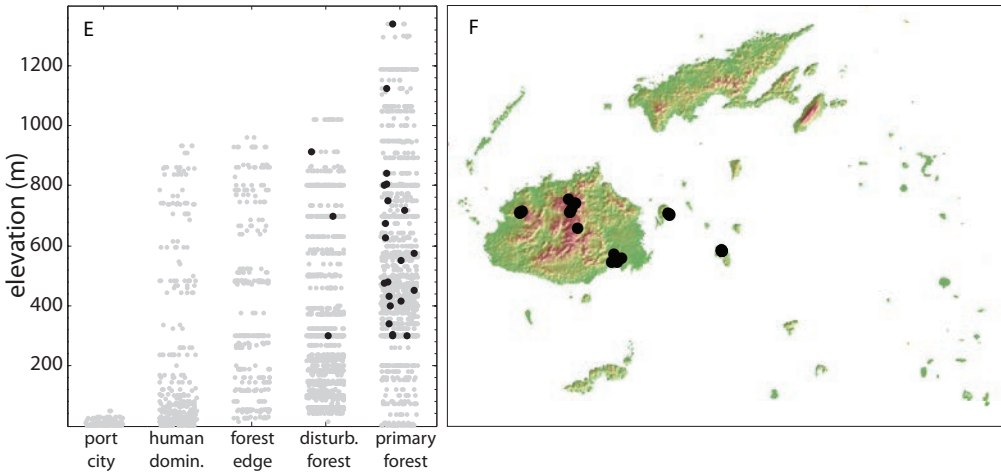 E
F
elevation (m)
1200
1000
800
600
400
200
port city
human domin.
forest edge
disturb. forest
primary forest